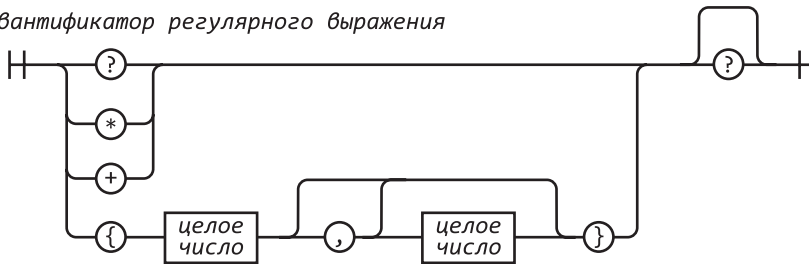 вантификатор регулярного выражения
? ?
*
+
{ целое число , целое число }